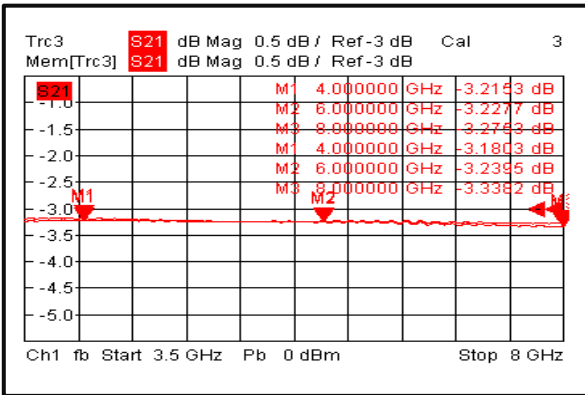 Trc3 S21 dB Mag 0.5 dB / Ref -3 dB Cal 3
Mem[Trc3] S21 dB Mag 0.5 dB / Ref -3 dB
S21 M1 4.000000 GHz -3.2153 dB
-1.0 M2 6.000000 GHz -3.2277 dB
-1.5 M3 8.000000 GHz -3.2753 dB
M1 4.000000 GHz -3.1803 dB
-2.0 M2 6.000000 GHz -3.2395 dB
-2.5 M3 8.000000 GHz -3.3382 dB
M1 M2
-3.0
-3.5
-4.0
-4.5
-5.0
Ch1 fb Start 3.5 GHz Pb 0 dBm Stop 8 GHz